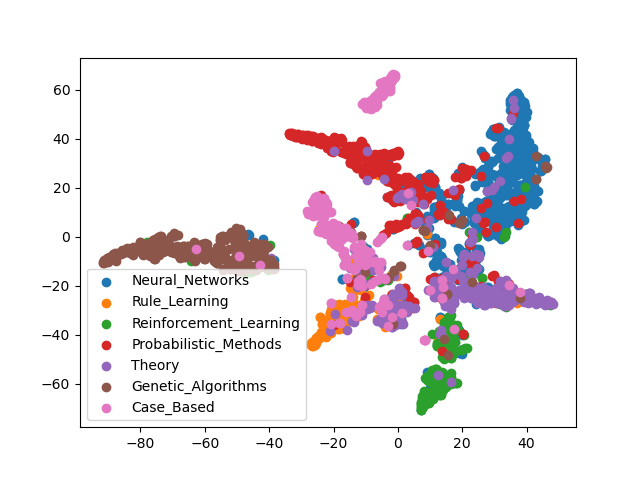 60
40
20
0
−20
−40
−60
Neural_Networks
Rule_Learning
Reinforcement_Learning
Probabilistic_Methods
Theory
Genetic_Algorithms
Case_Based
−80 −60 −40 −20 0 20 40